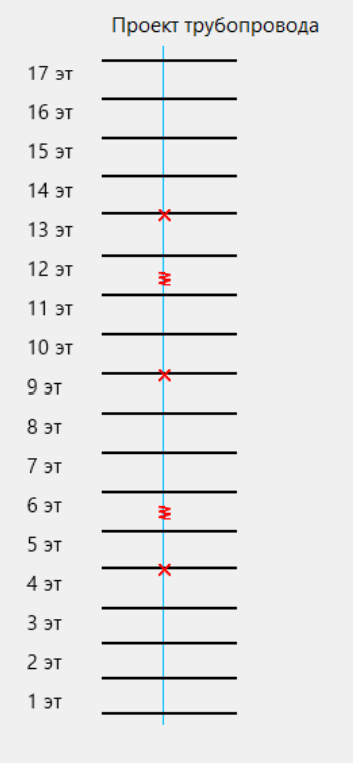 Проект трубопровода
17 эт
16 эт
15 эт
14 эт
13 эт
12 эт
11 эт
10 эт
9 эт
8 эт
7 эт
6 эт
5 эт
4 эт
3 эт
2 эт
1 эт